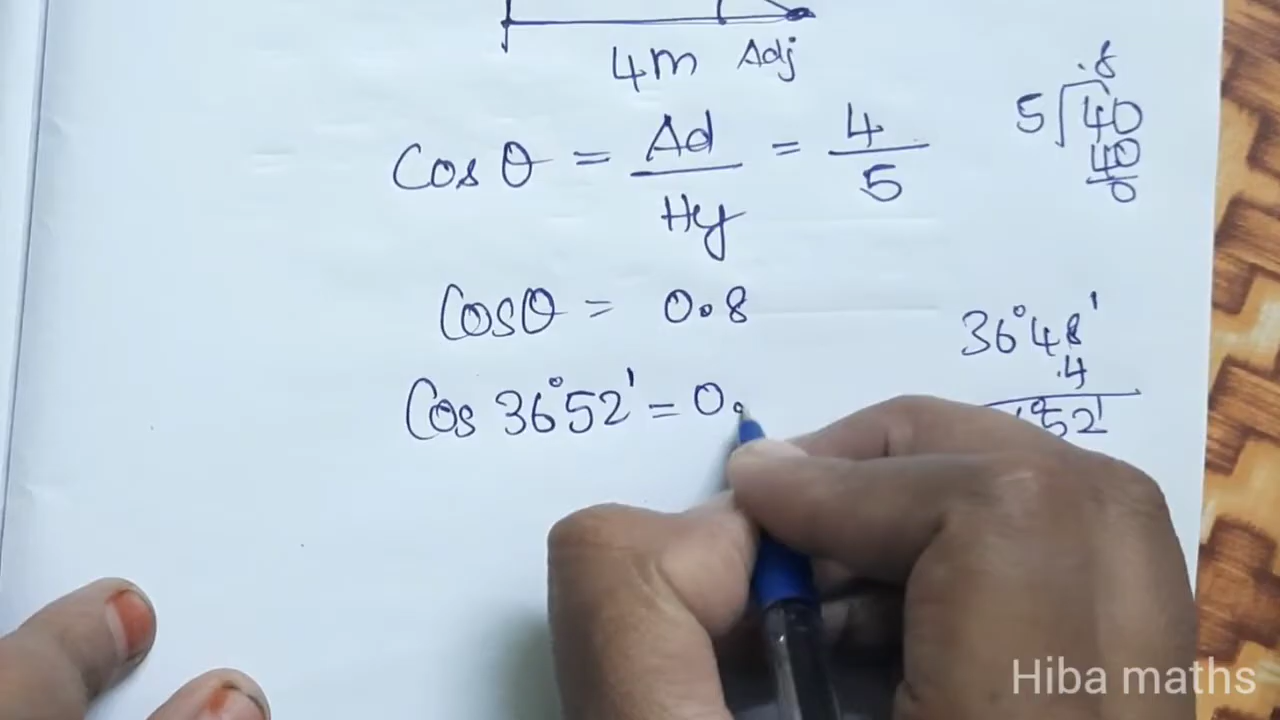 4m Adj
Cos θ = Ad/Hy = 4/5
.8
5 40
40
0
Cosθ = 0.8
36°48'
.4
°52'
Cos 36°52' = 0.
Hiba maths